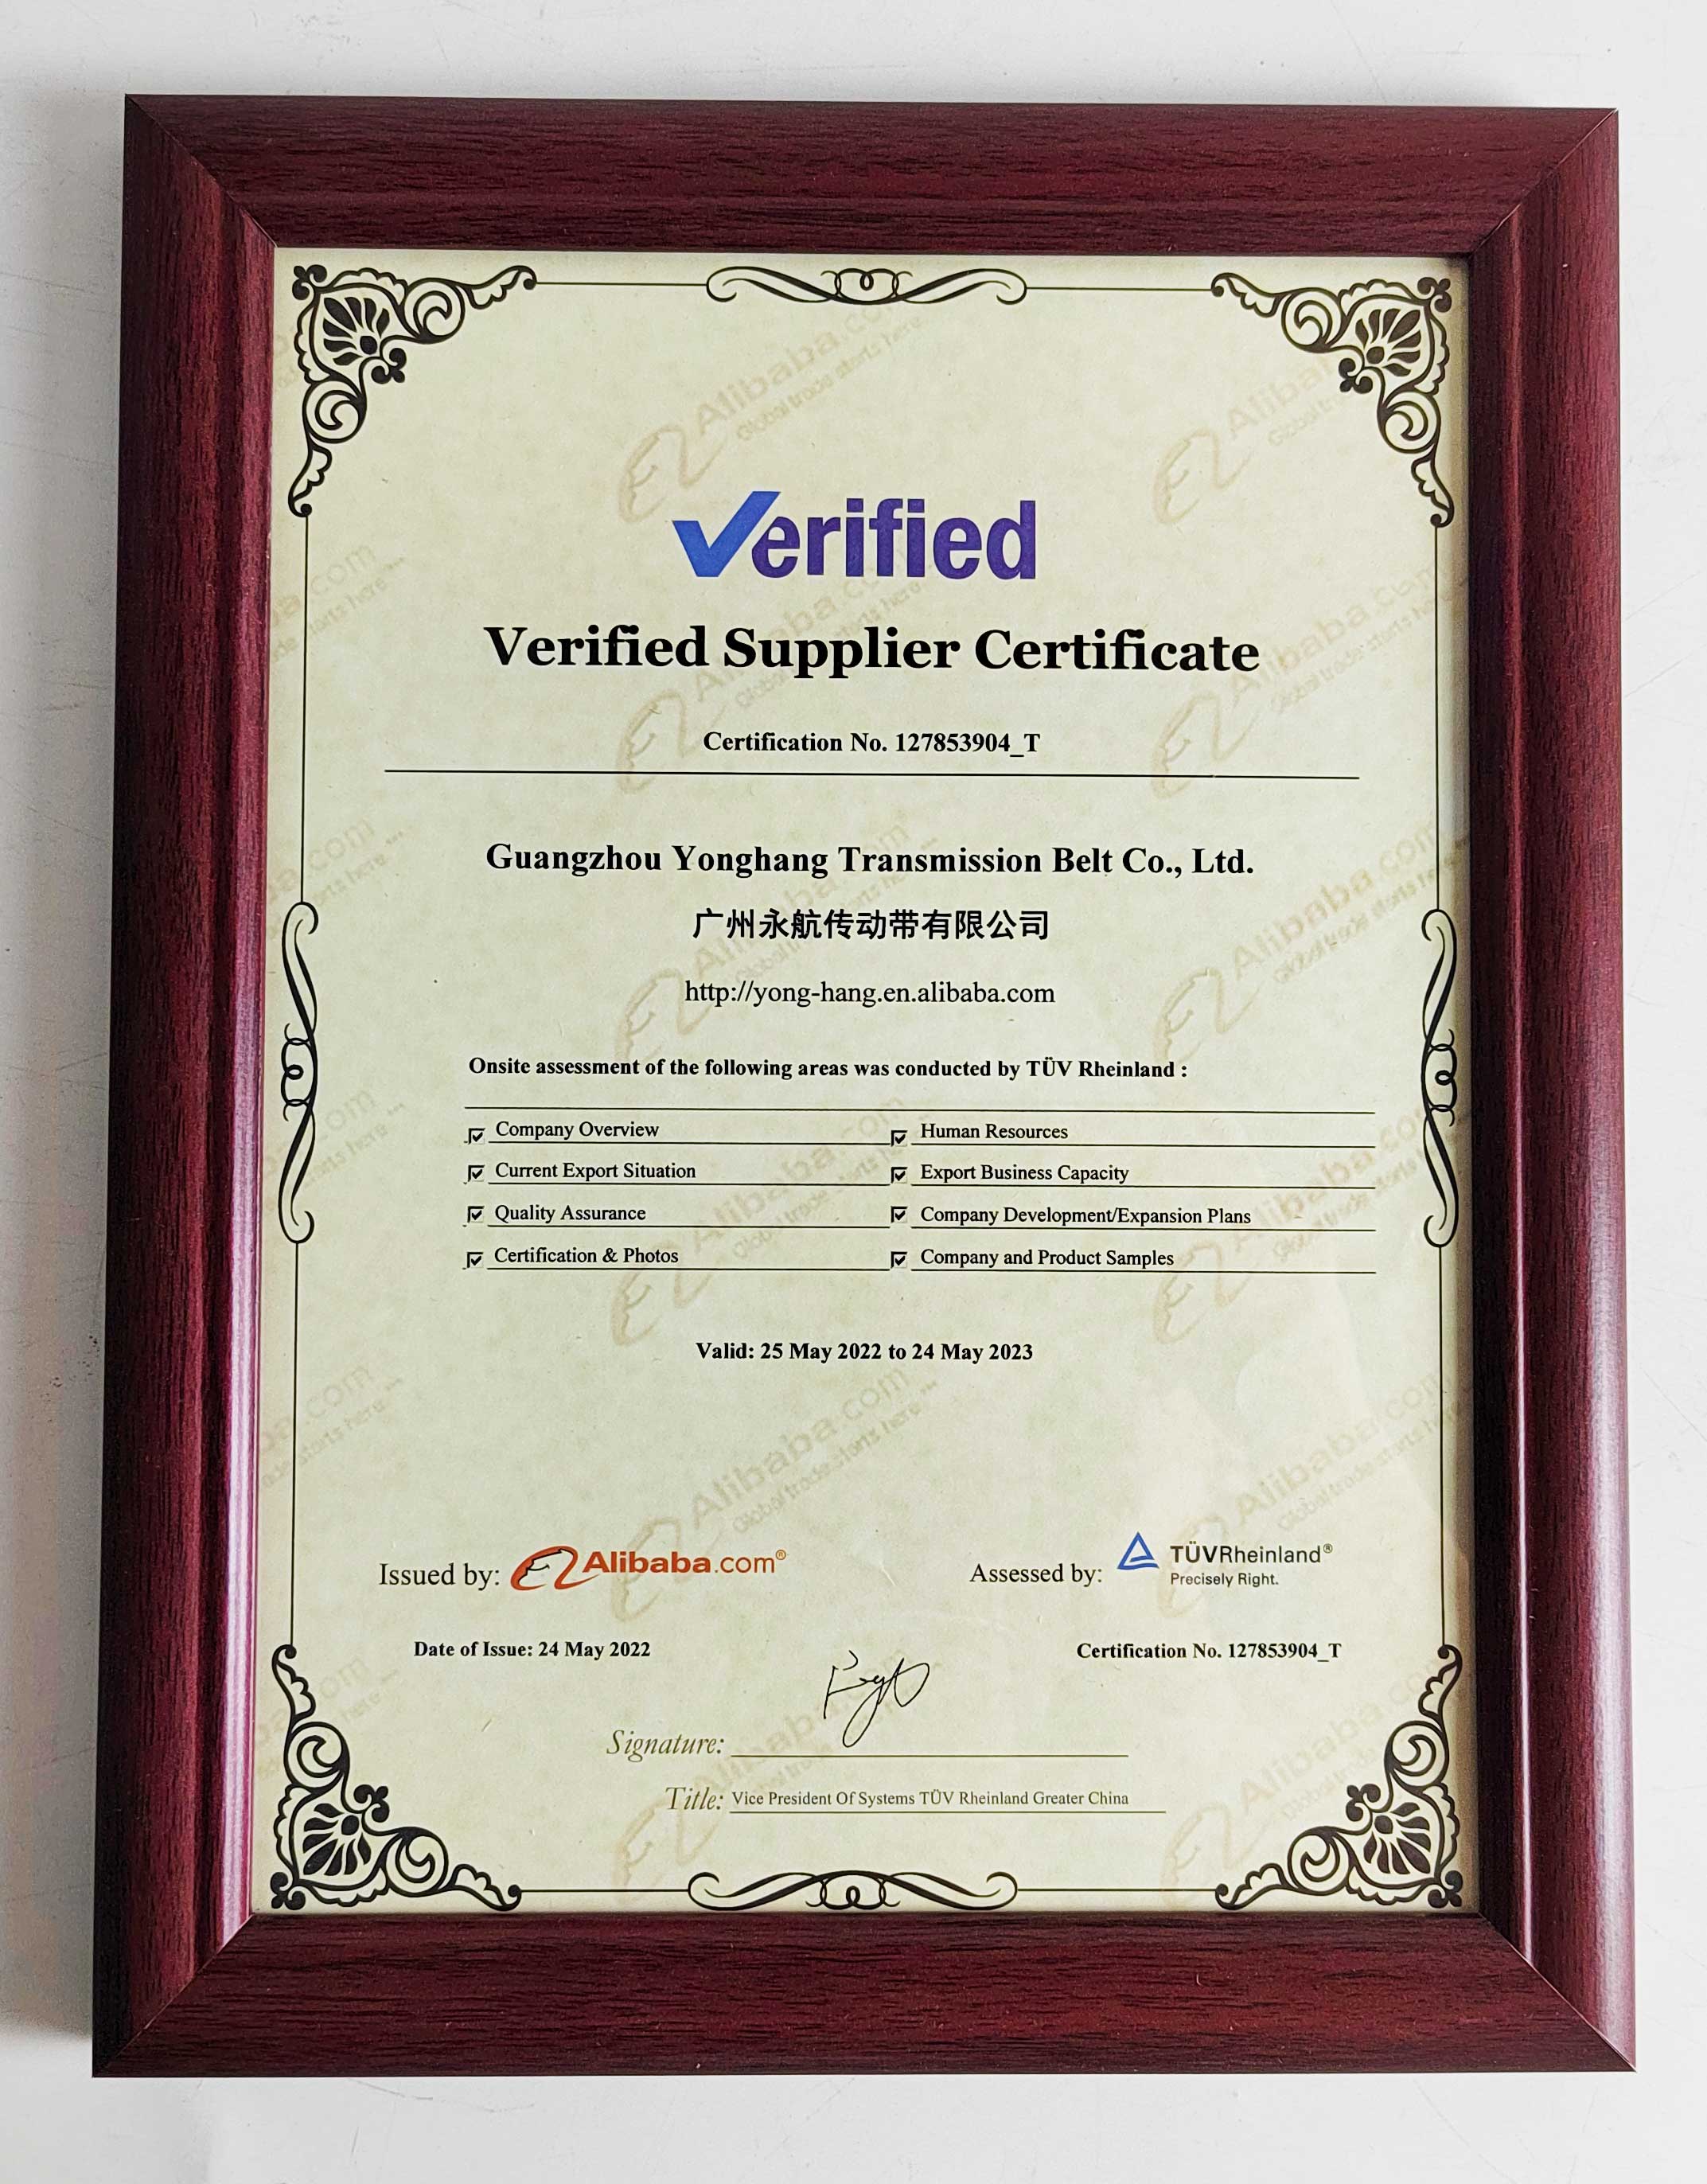 Verified
Verified Supplier Certificate
Certification No. 127853904_T
Guangzhou Yonghang Transmission Belt Co., Ltd.
广州永航传动带有限公司
http://yong-hang.en.alibaba.com
Onsite assessment of the following areas was conducted by TÜV Rheinland :
Company Overview
Human Resources
Current Export Situation
Export Business Capacity
Quality Assurance
Company Development/Expansion Plans
Certification & Photos
Company and Product Samples
Valid: 25 May 2022 to 24 May 2023
Issued by: Alibaba.com®
Assessed by: TÜVRheinland®
Precisely Right.
Date of Issue: 24 May 2022
Certification No. 127853904_T
Signature:
Title: Vice President Of Systems TÜV Rheinland Greater China